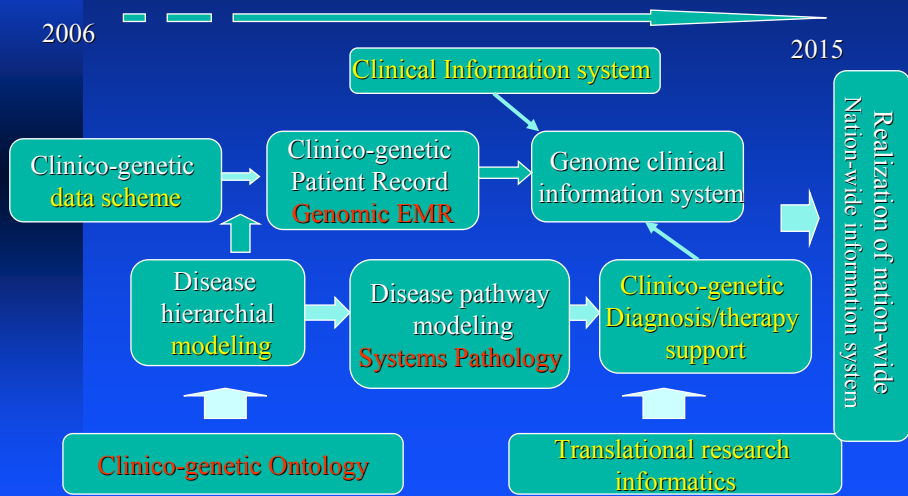 2006
2015
Clinical Information system
Clinico-genetic
data scheme
Clinico-genetic
Patient Record
Genomic EMR
Genome clinical
information system
Disease
hierarchial
modeling
Disease pathway
modeling
Systems Pathology
Clinico-genetic
Diagnosis/therapy
support
Realization of nation-wide
Nation-wide information system
Clinico-genetic Ontology
Translational research
informatics